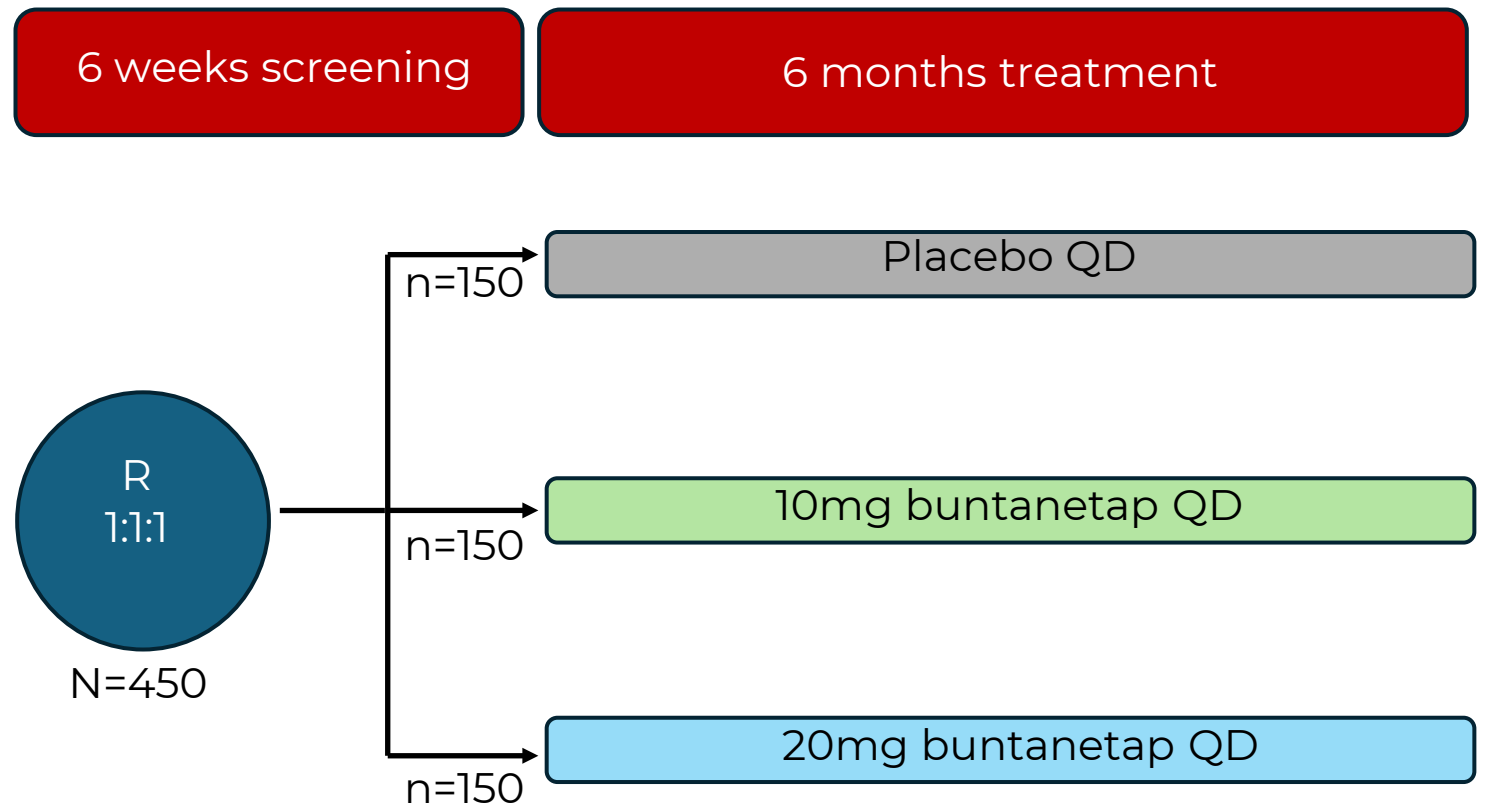 6 weeks screening
6 months treatment
Placebo QD
n=150
R
1:1:1
10mg buntanetap QD
n=150
N=450
20mg buntanetap QD
n=150